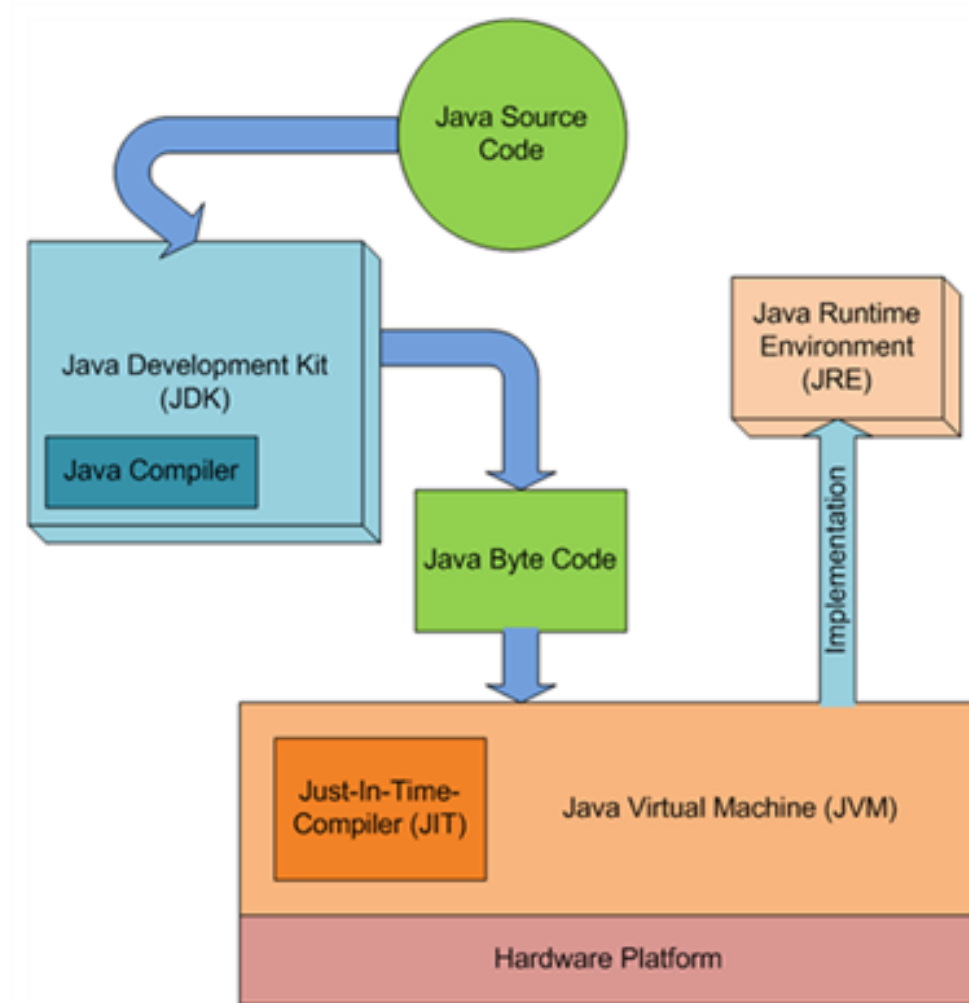 Java Source
Code
Java Development Kit
(JDK)
Java Compiler
Java Runtime
Environment
(JRE)
Java Byte Code
Implementation
Just-In-Time-
Compiler (JIT)
Java Virtual Machine (JVM)
Hardware Platform